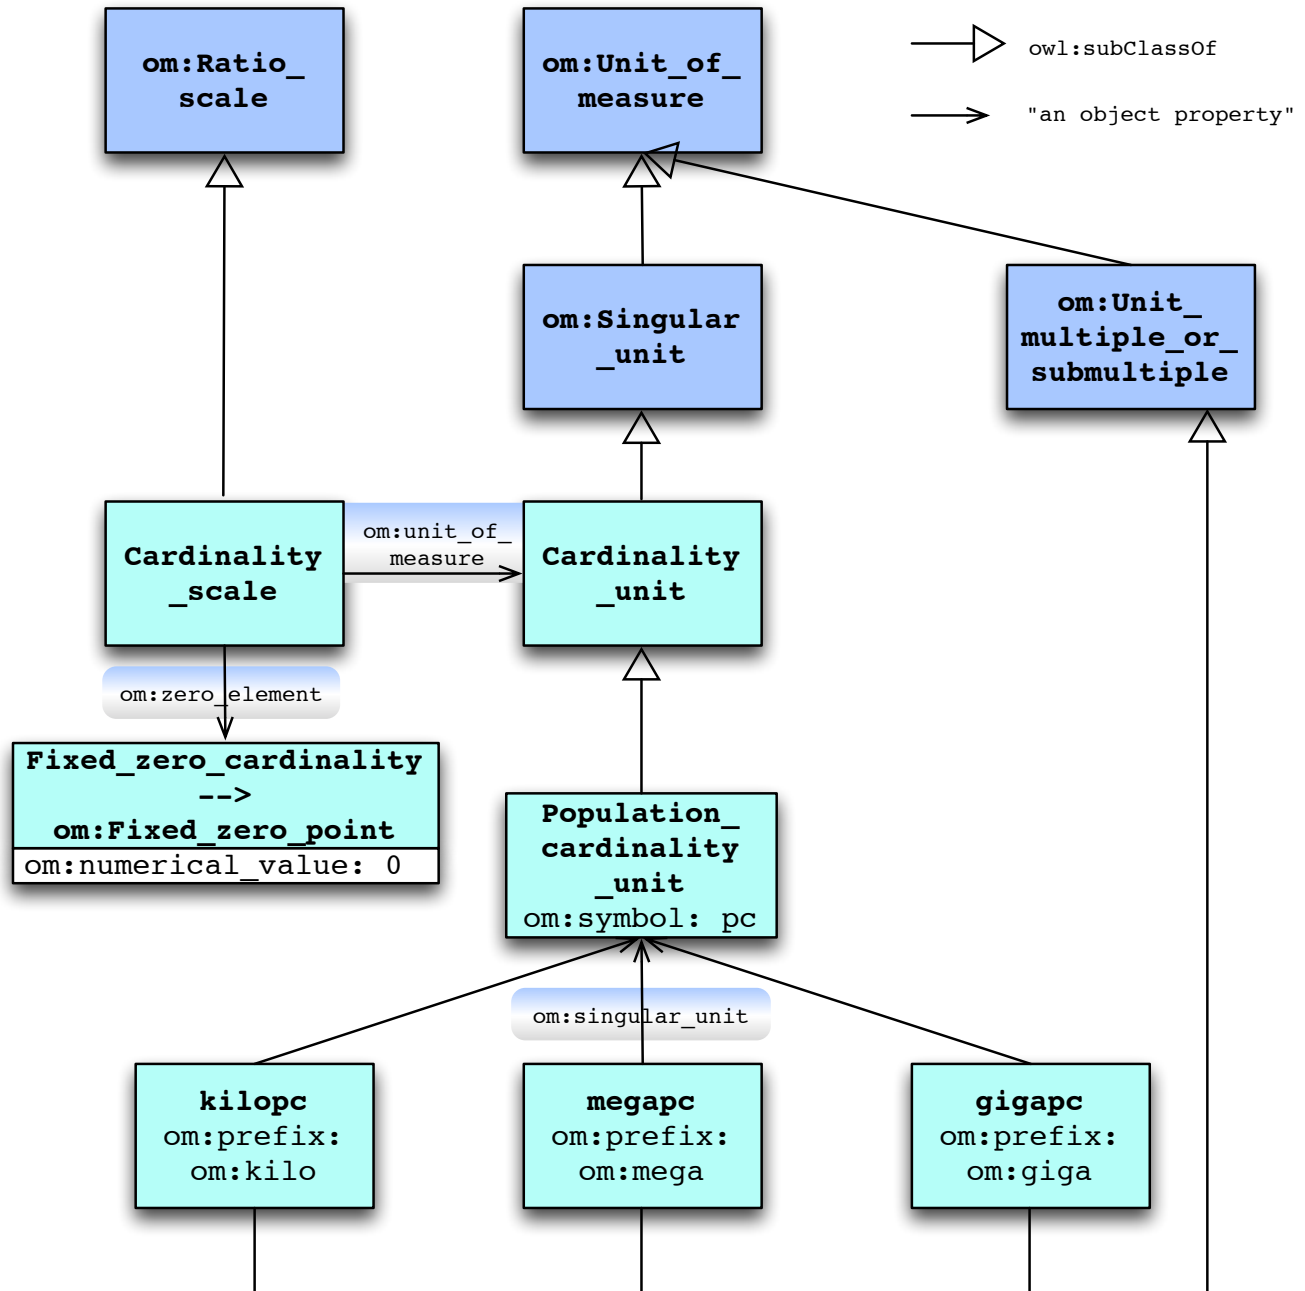 om:Ratio_
scale
om:Unit_of_
measure
owl:subClassOf
"an object property"
om:Singular
_unit
om:Unit_
multiple_or_
submultiple
Cardinality
_scale
om:unit_of_
measure
Cardinality
_unit
om:zero_element
Fixed_zero_cardinality
-->
om:Fixed_zero_point
om:numerical_value: 0
Population_
cardinality
_unit
om:symbol: pc
om:singular_unit
kilopc
om:prefix:
om:kilo
megapc
om:prefix:
om:mega
gigapc
om:prefix:
om:giga